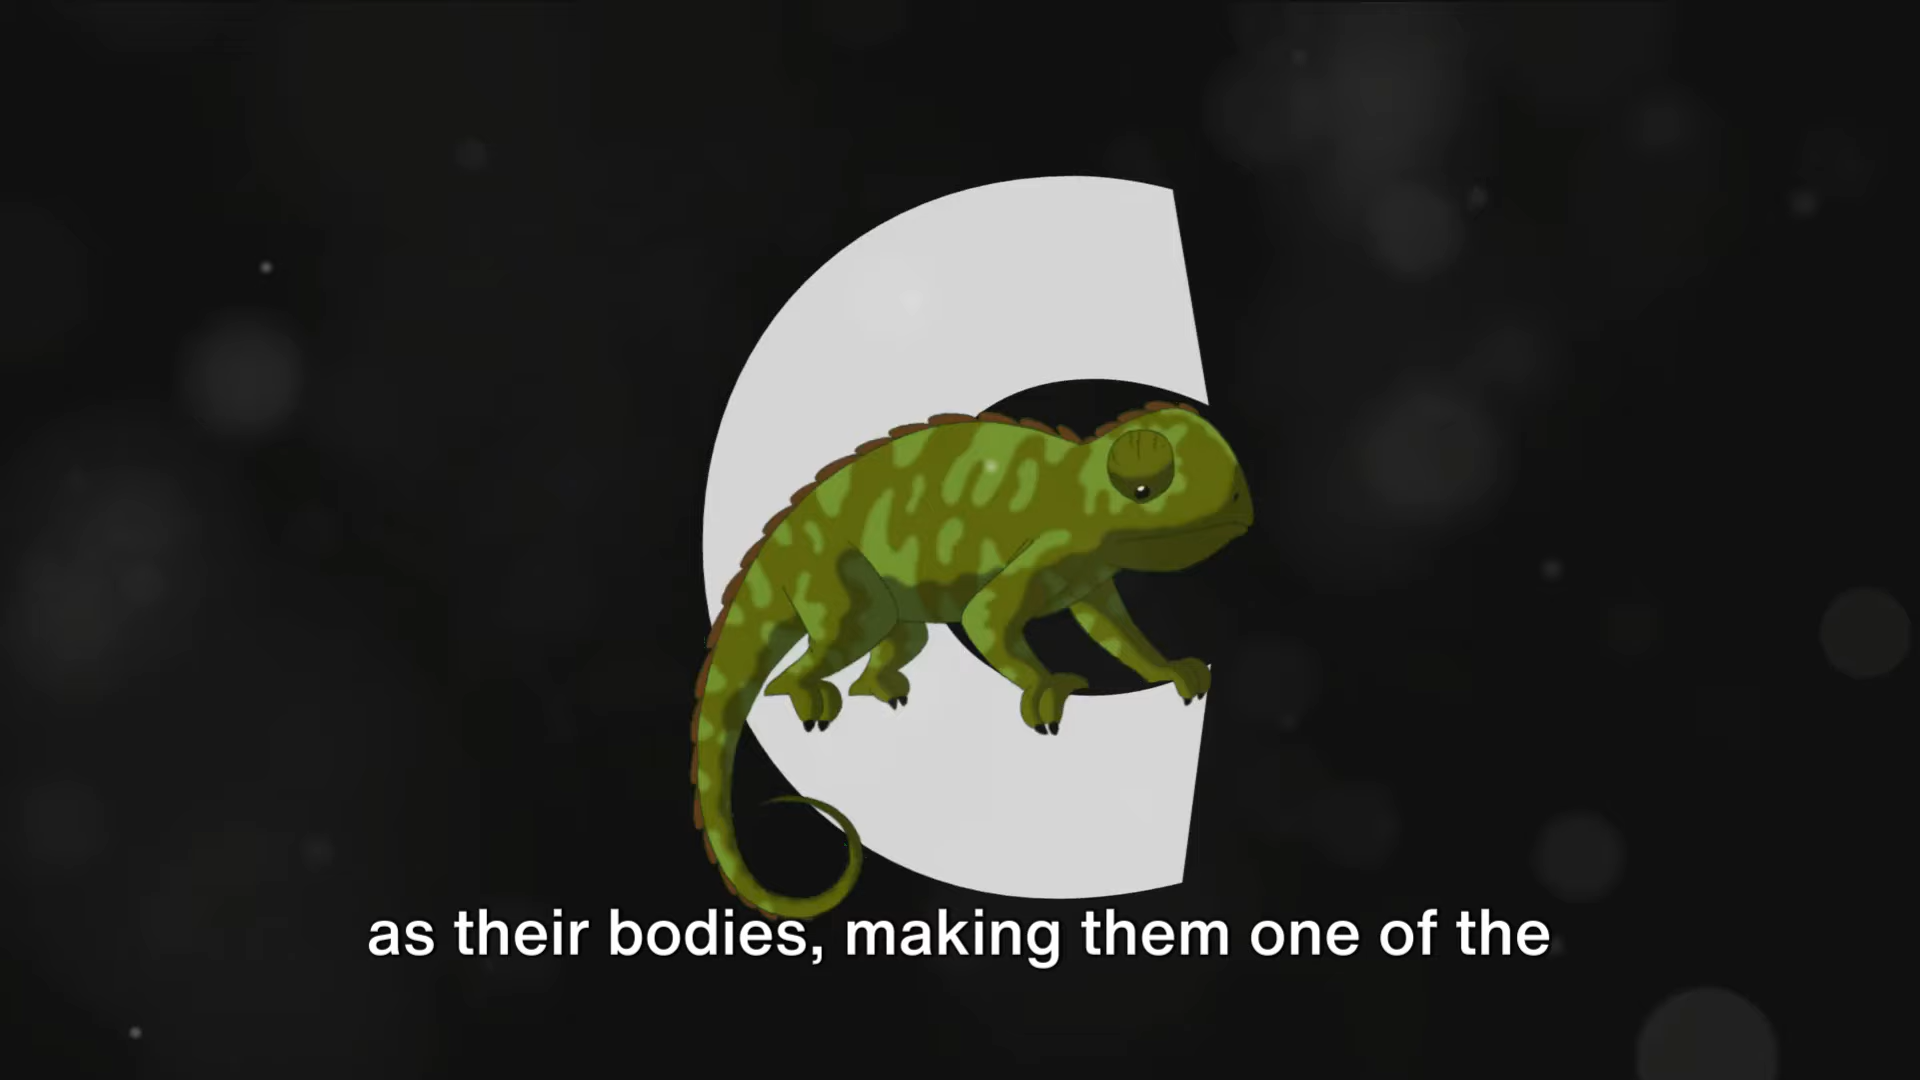 C
as their bodies, making them one of the